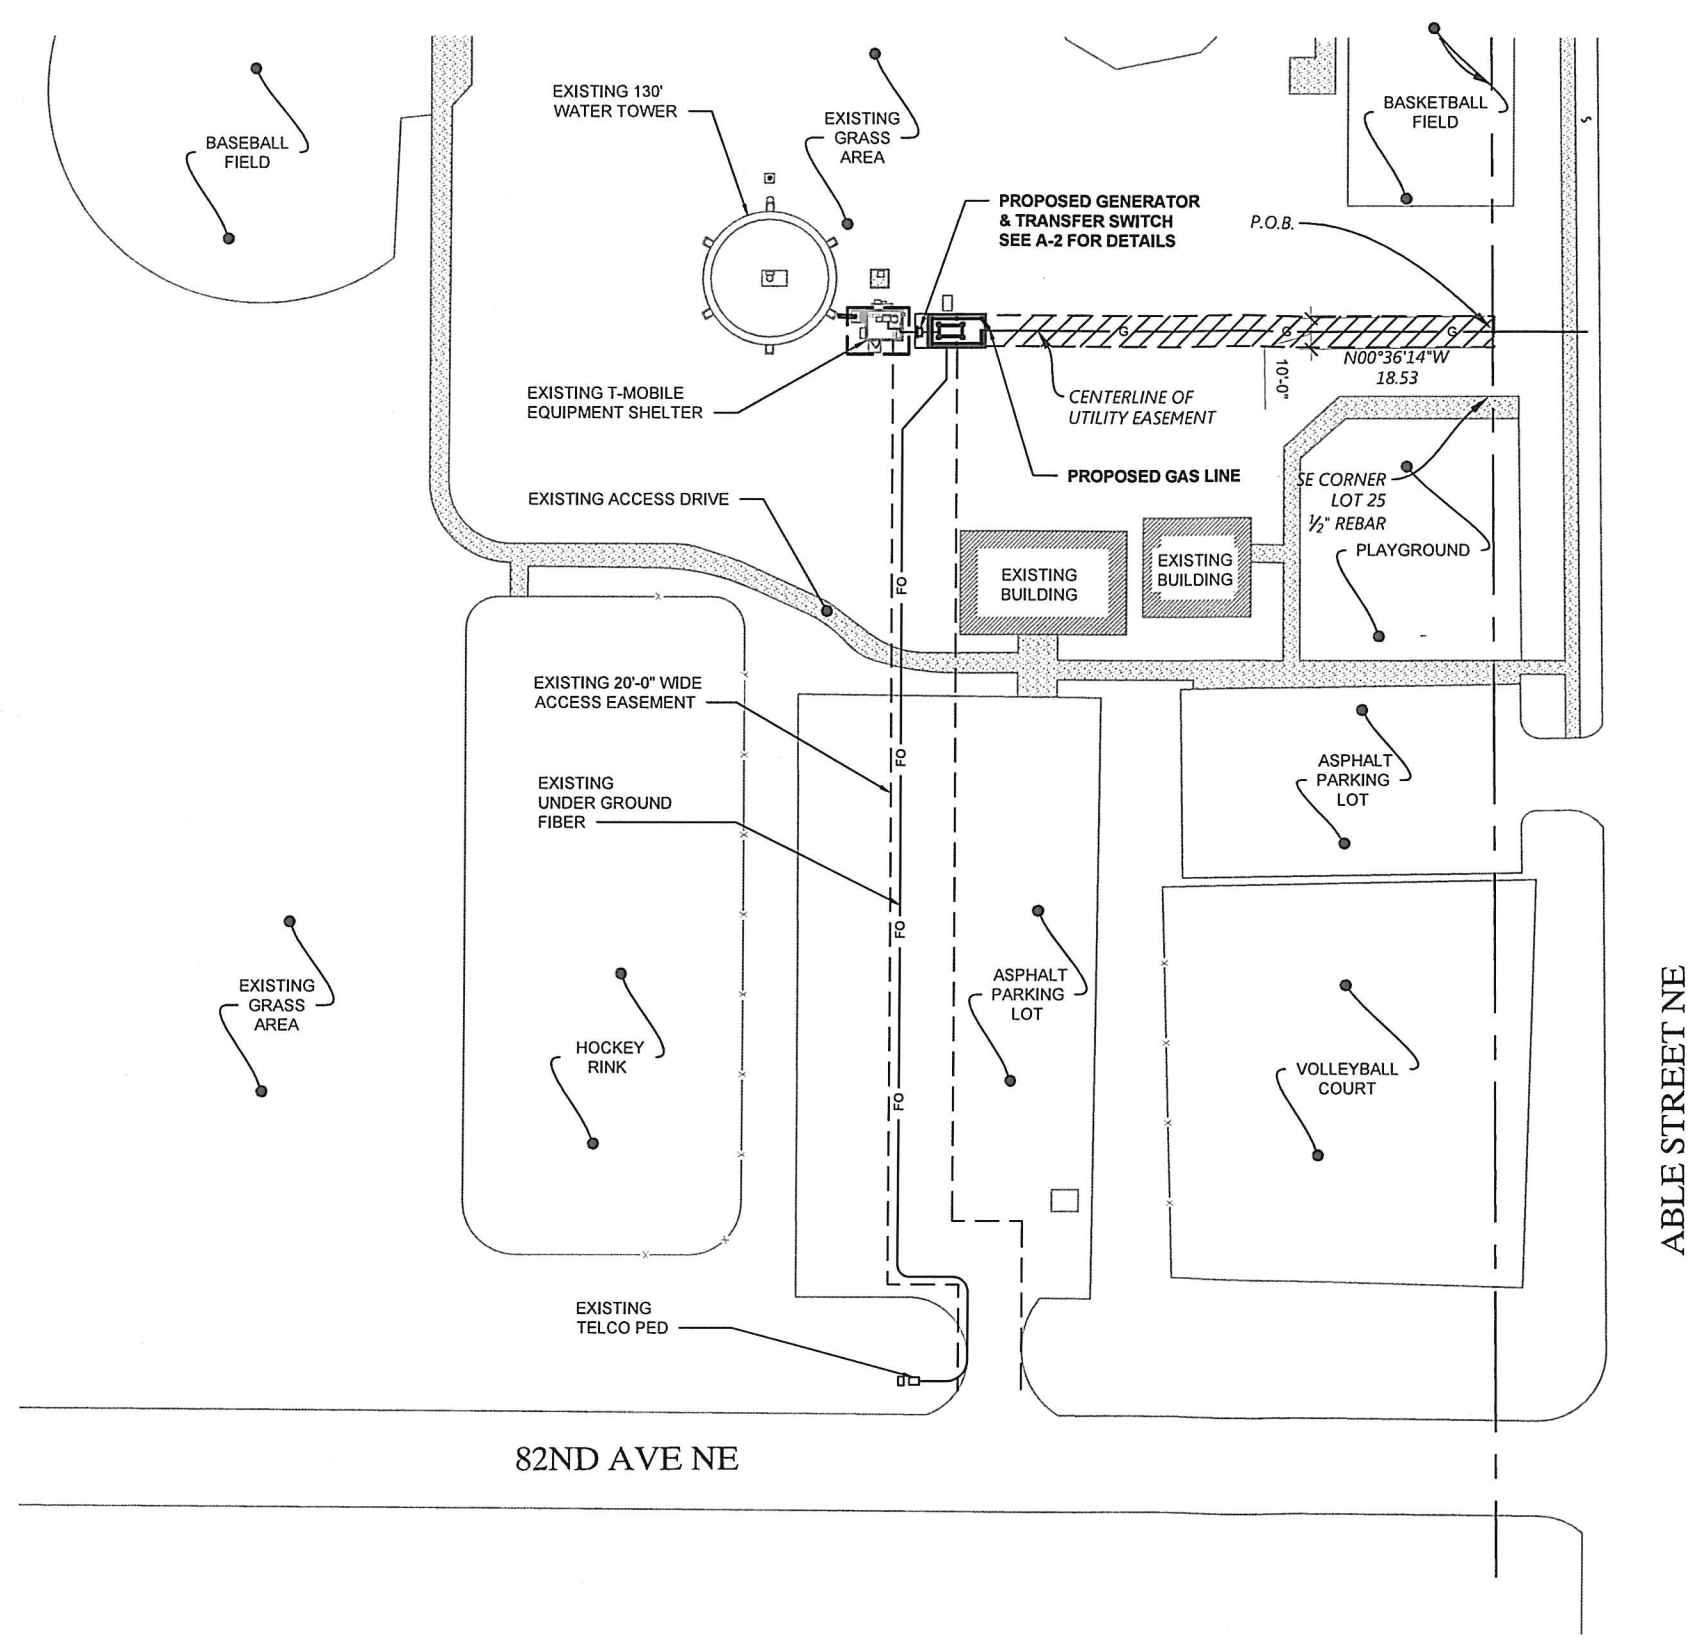 EXISTING 130'
WATER TOWER
EXISTING
GRASS
AREA
BASEBALL
FIELD
BASKETBALL
FIELD
S
PROPOSED GENERATOR
& TRANSFER SWITCH
SEE A-2 FOR DETAILS
P.O.B.
G
G
G
N00°36'14"W
18.53
10'-0"
CENTERLINE OF
UTILITY EASEMENT
EXISTING T-MOBILE
EQUIPMENT SHELTER
PROPOSED GAS LINE
SE CORNER
LOT 25
½" REBAR
EXISTING ACCESS DRIVE
PLAYGROUND
EXISTING
BUILDING
EXISTING
BUILDING
FO
EXISTING 20'-0" WIDE
ACCESS EASEMENT
FO
EXISTING
UNDER GROUND
FIBER
ASPHALT
PARKING
LOT
FO
EXISTING
GRASS
AREA
HOCKEY
RINK
ASPHALT
PARKING
LOT
VOLLEYBALL
COURT
FO
ABLE STREET NE
EXISTING
TELCO PED
82ND AVE NE